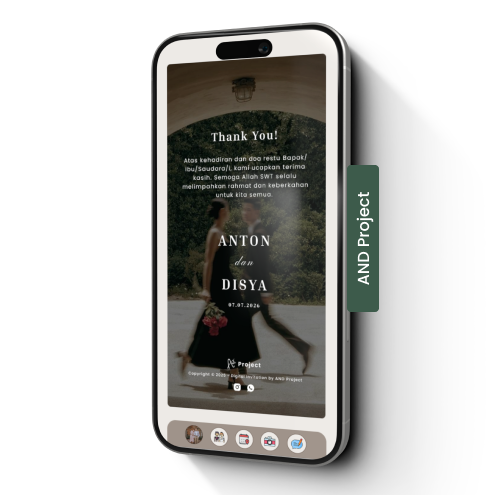 Thank You!
Atas kehadiran dan doa restu Bapak/
Ibu/Saudara/i, kami ucapkan terima
kasih. Semoga Allah SWT selalu
melimpahkan rahmat dan keberkahan
untuk kita semua.
ANTON
dan
DISYA
07.07.2026
Project
Digital Invitation by AND Project
AND Project